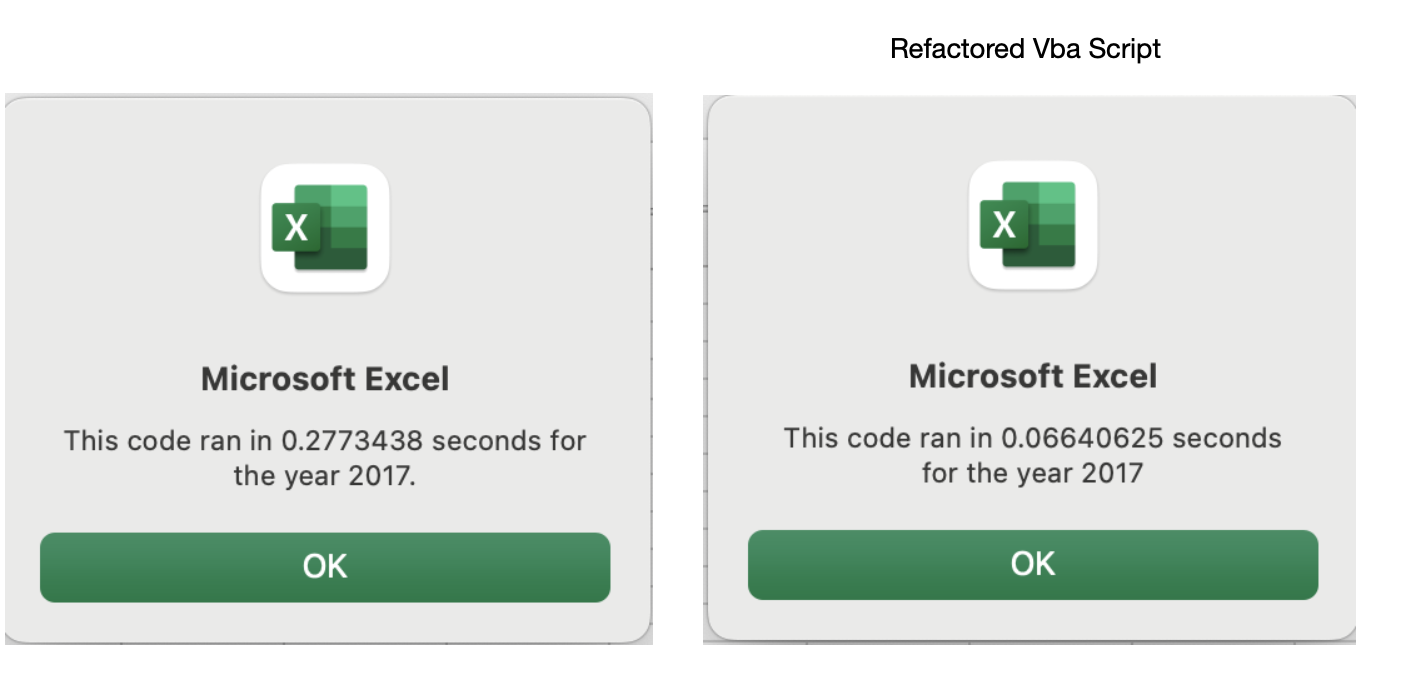 Refactored Vba Script
X
Microsoft Excel
This code ran in 0.2773438 seconds for
the year 2017.
OK
X
Microsoft Excel
This code ran in 0.06640625 seconds
for the year 2017
OK